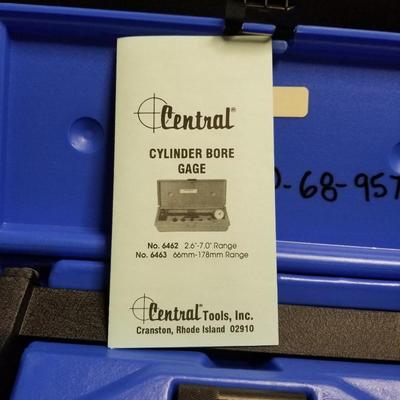 Central®
CYLINDER BORE
GAGE
No. 6462 2.6"-7.0" Range
No. 6463 66mm-178mm Range
Central® Tools, Inc.
Cranston, Rhode Island 02910
-68-957